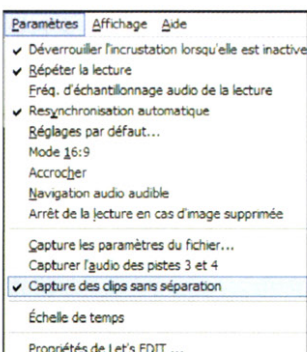 Paramètres Affichage Aide
Déverrouiller l'incrustation lorsqu'elle est inactive
Répéter la lecture
Fréq. d'échantillonnage audio de la lecture
Resynchronisation automatique
Réglages par défaut...
Mode 16:9
Accrocher
Navigation audio audible
Arrêt de la lecture en cas d'image supprimée
Capture les paramètres du fichier...
Capturer l'audio des pistes 3 et 4
Capture des clips sans séparation
Échelle de temps
Propriétés de Let's EDIT ...